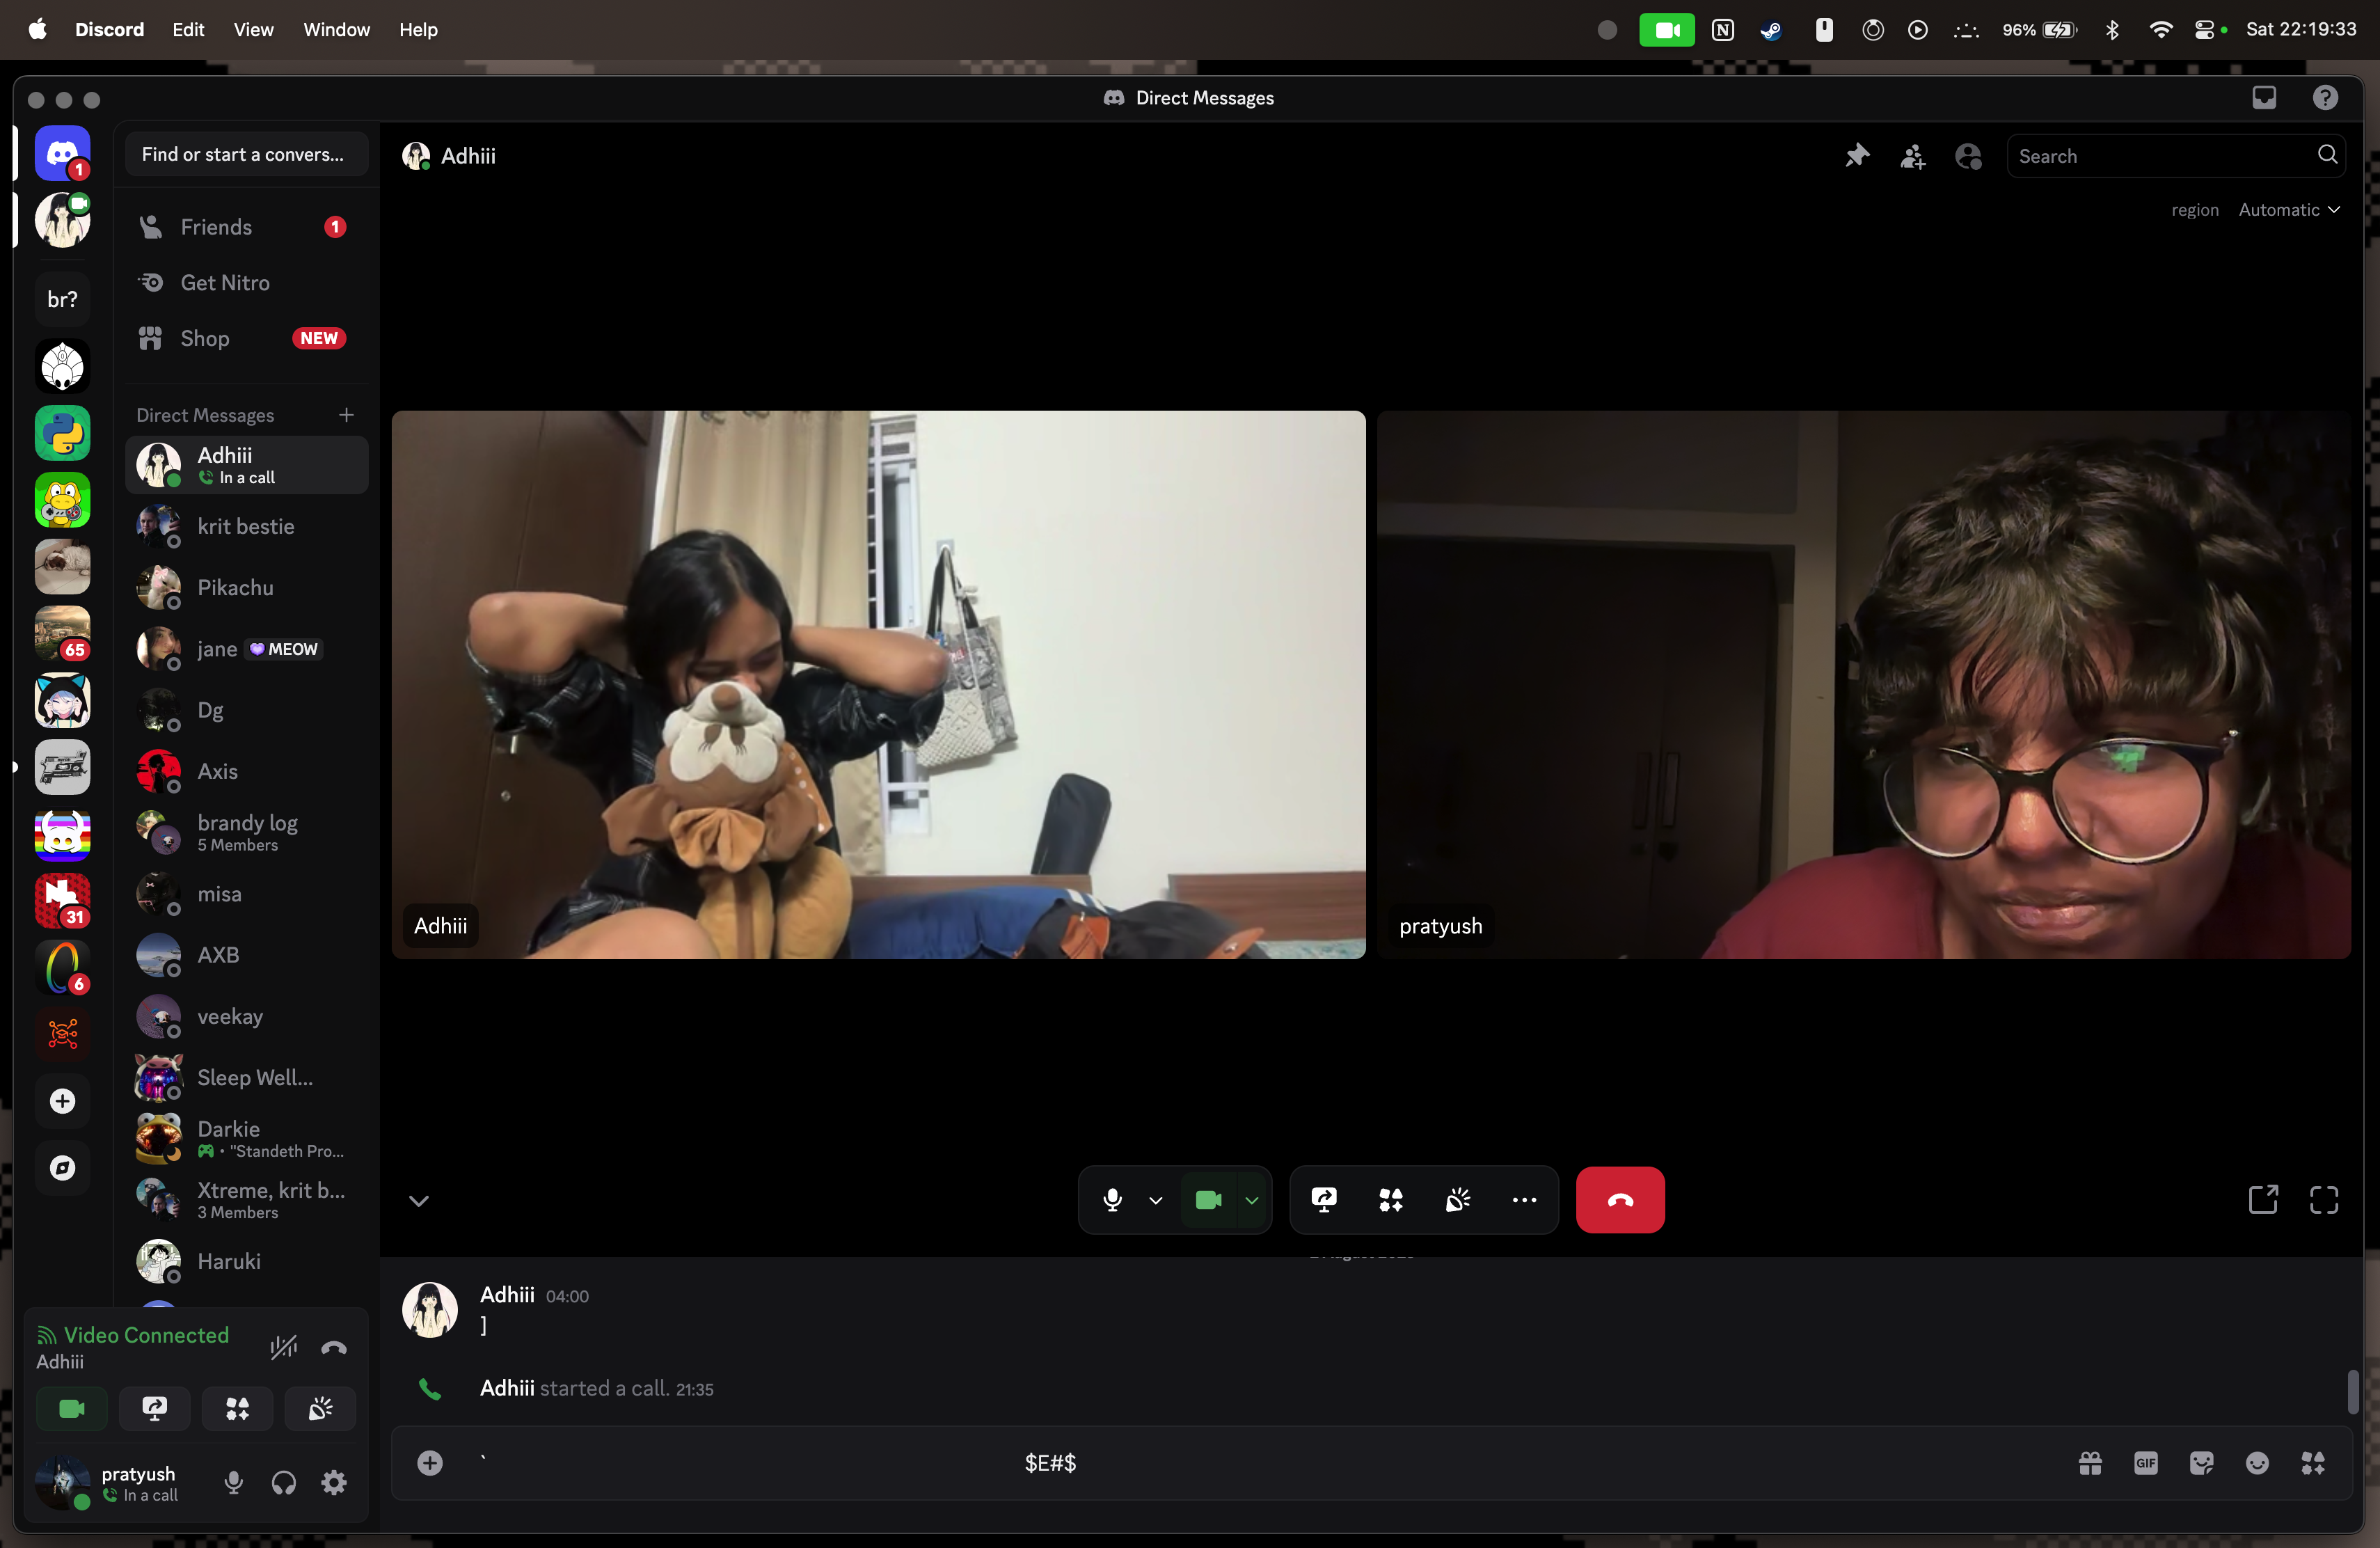 Discord Edit View Window Help
96%
Sat 22:19:33
Direct Messages
1
br?
65
31
6
Find or start a convers...
Friends 1
Get Nitro
Shop NEW
Direct Messages
Adhiii
In a call
krit bestie
Pikachu
jane MEOW
Dg
Axis
brandy log
5 Members
misa
AXB
veekay
Sleep Well...
Darkie
• "Standeth Pro...
Xtreme, krit b...
3 Members
Haruki
Video Connected
Adhiii
pratyush
In a call
Adhiii
Search
region Automatic
Adhiii
pratyush
Adhiii 04:00
]
Adhiii started a call. 21:35
` $E#$
GIF